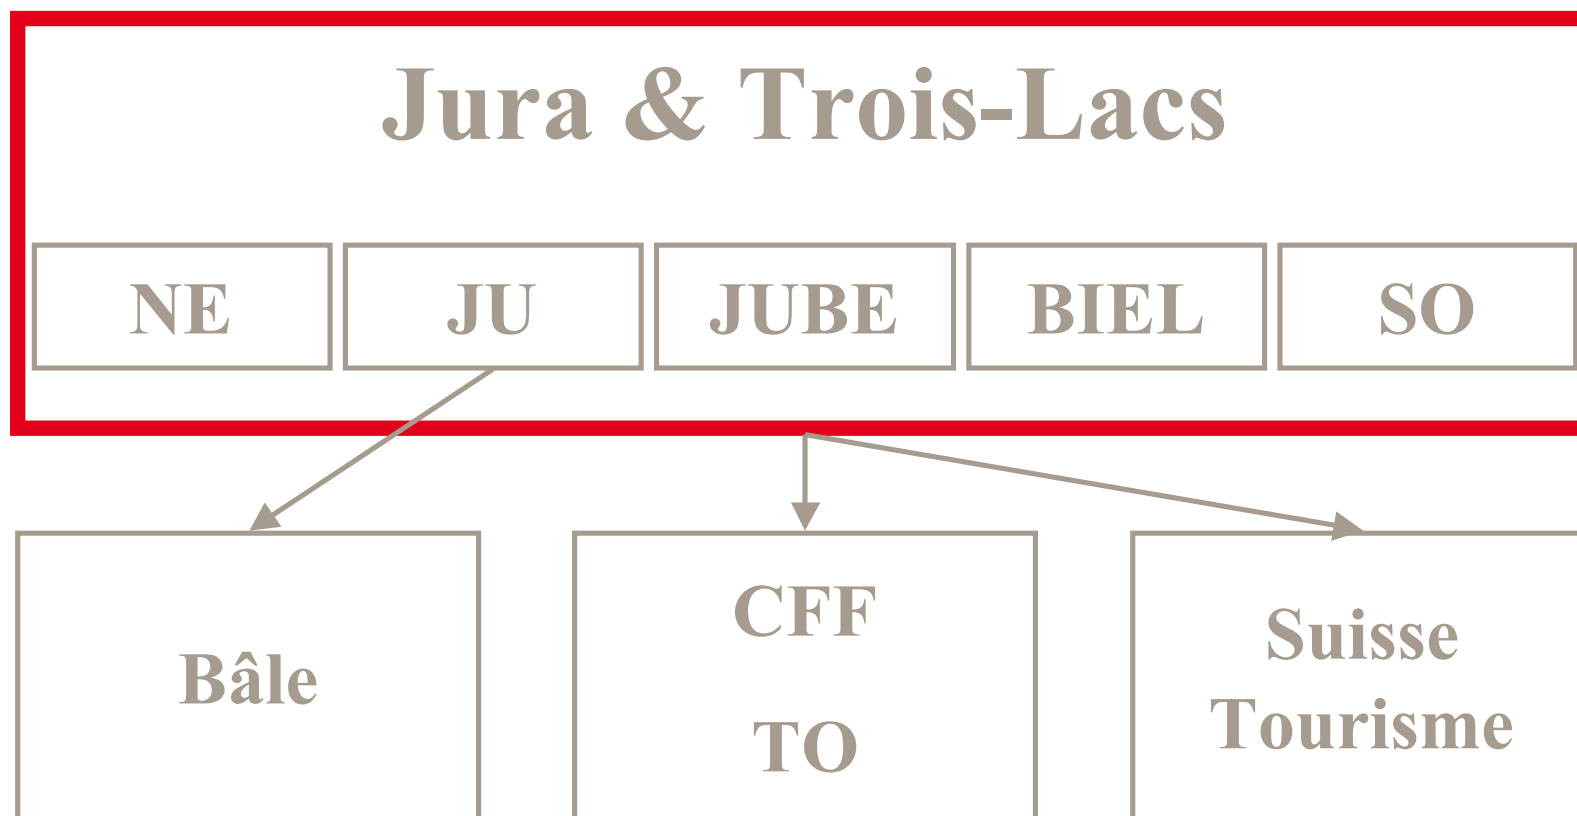 Jura & Trois-Lacs
NE
JU
JUBE
BIEL
SO
Bâle
CFF
TO
Suisse
Tourisme